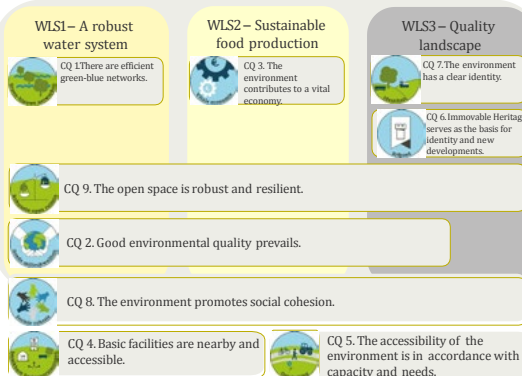 WLS1 – A robust
water system
WLS2 – Sustainable
food production
WLS3 – Quality
landscape
CQ 1.There are efficient
green-blue networks.
CQ 3. The
environment
contributes to a vital
economy.
CQ 7. The environment
has a clear identity.
CQ 6. Immovable Heritag
serves as the basis for
identity and new
developments.
CQ 9. The open space is robust and resilient.
CQ 2. Good environmental quality prevails.
CQ 8. The environment promotes social cohesion.
CQ 4. Basic facilities are nearby and
accessible.
CQ 5. The accessibility of the
environment is in accordance with
capacity and needs.